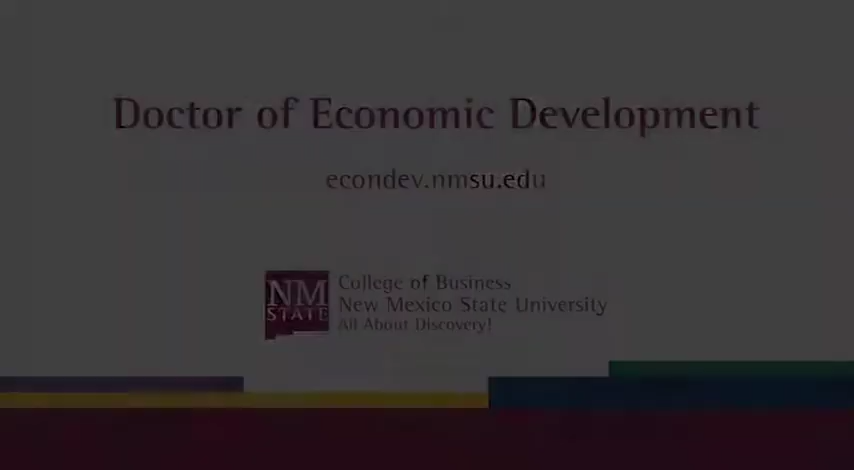 Doctor of Economic Development
econdev.nmsu.edu
NM
STATE
College of Business
New Mexico State University
All About Discovery!